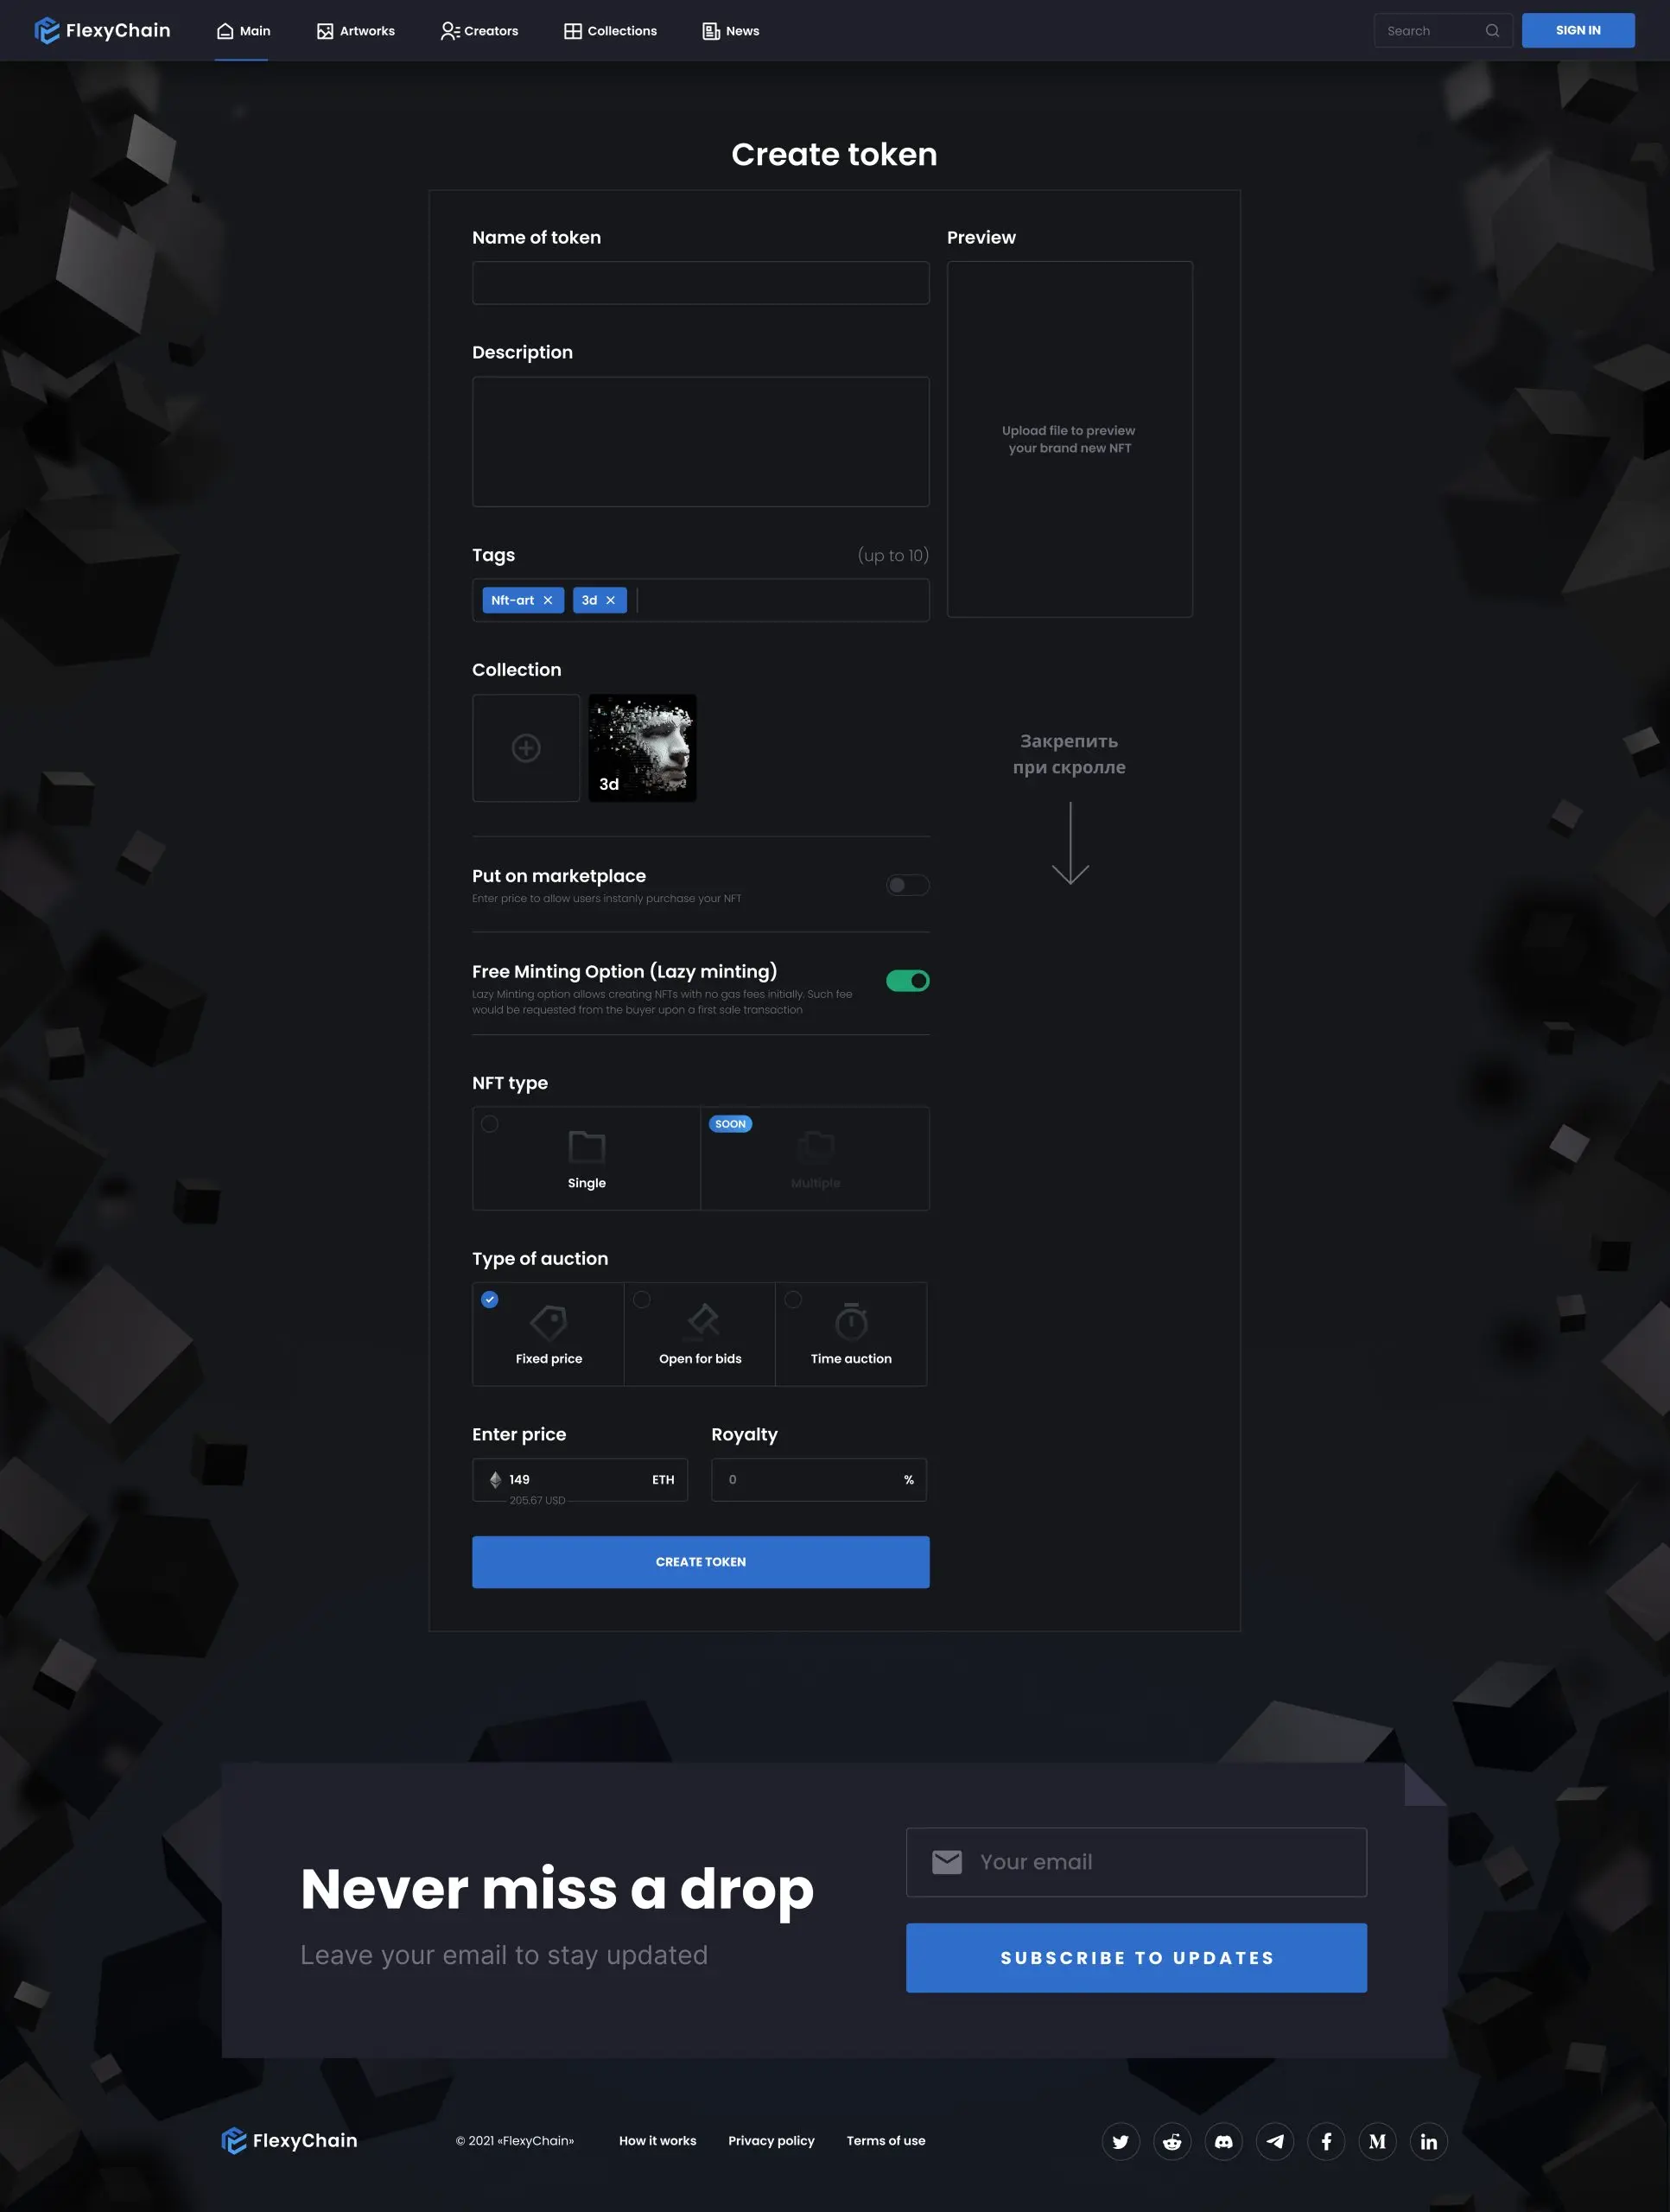 FlexyChain
Main
Artworks
Creators
Collections
News
Search
SIGN IN
Create token
Name of token
Preview
Upload file to preview
your brand new NFT
Description
Tags
(up to 10)
Nft-art
3d
Collection
3d
Закрепить
при скролле
Put on marketplace
Enter price to allow users instanly purchase your NFT
Free Minting Option (Lazy minting)
Lazy Minting option allows creating NFTs with no gas fees initially. Such fee
would be requested from the buyer upon a first sale transaction
NFT type
Single
SOON
Multiple
Type of auction
Fixed price
Open for bids
Time auction
Enter price
Royalty
149
ETH
205.67 USD
0
%
CREATE TOKEN
Never miss a drop
Leave your email to stay updated
Your email
SUBSCRIBE TO UPDATES
FlexyChain
© 2021 «FlexyChain»
How it works
Privacy policy
Terms of use